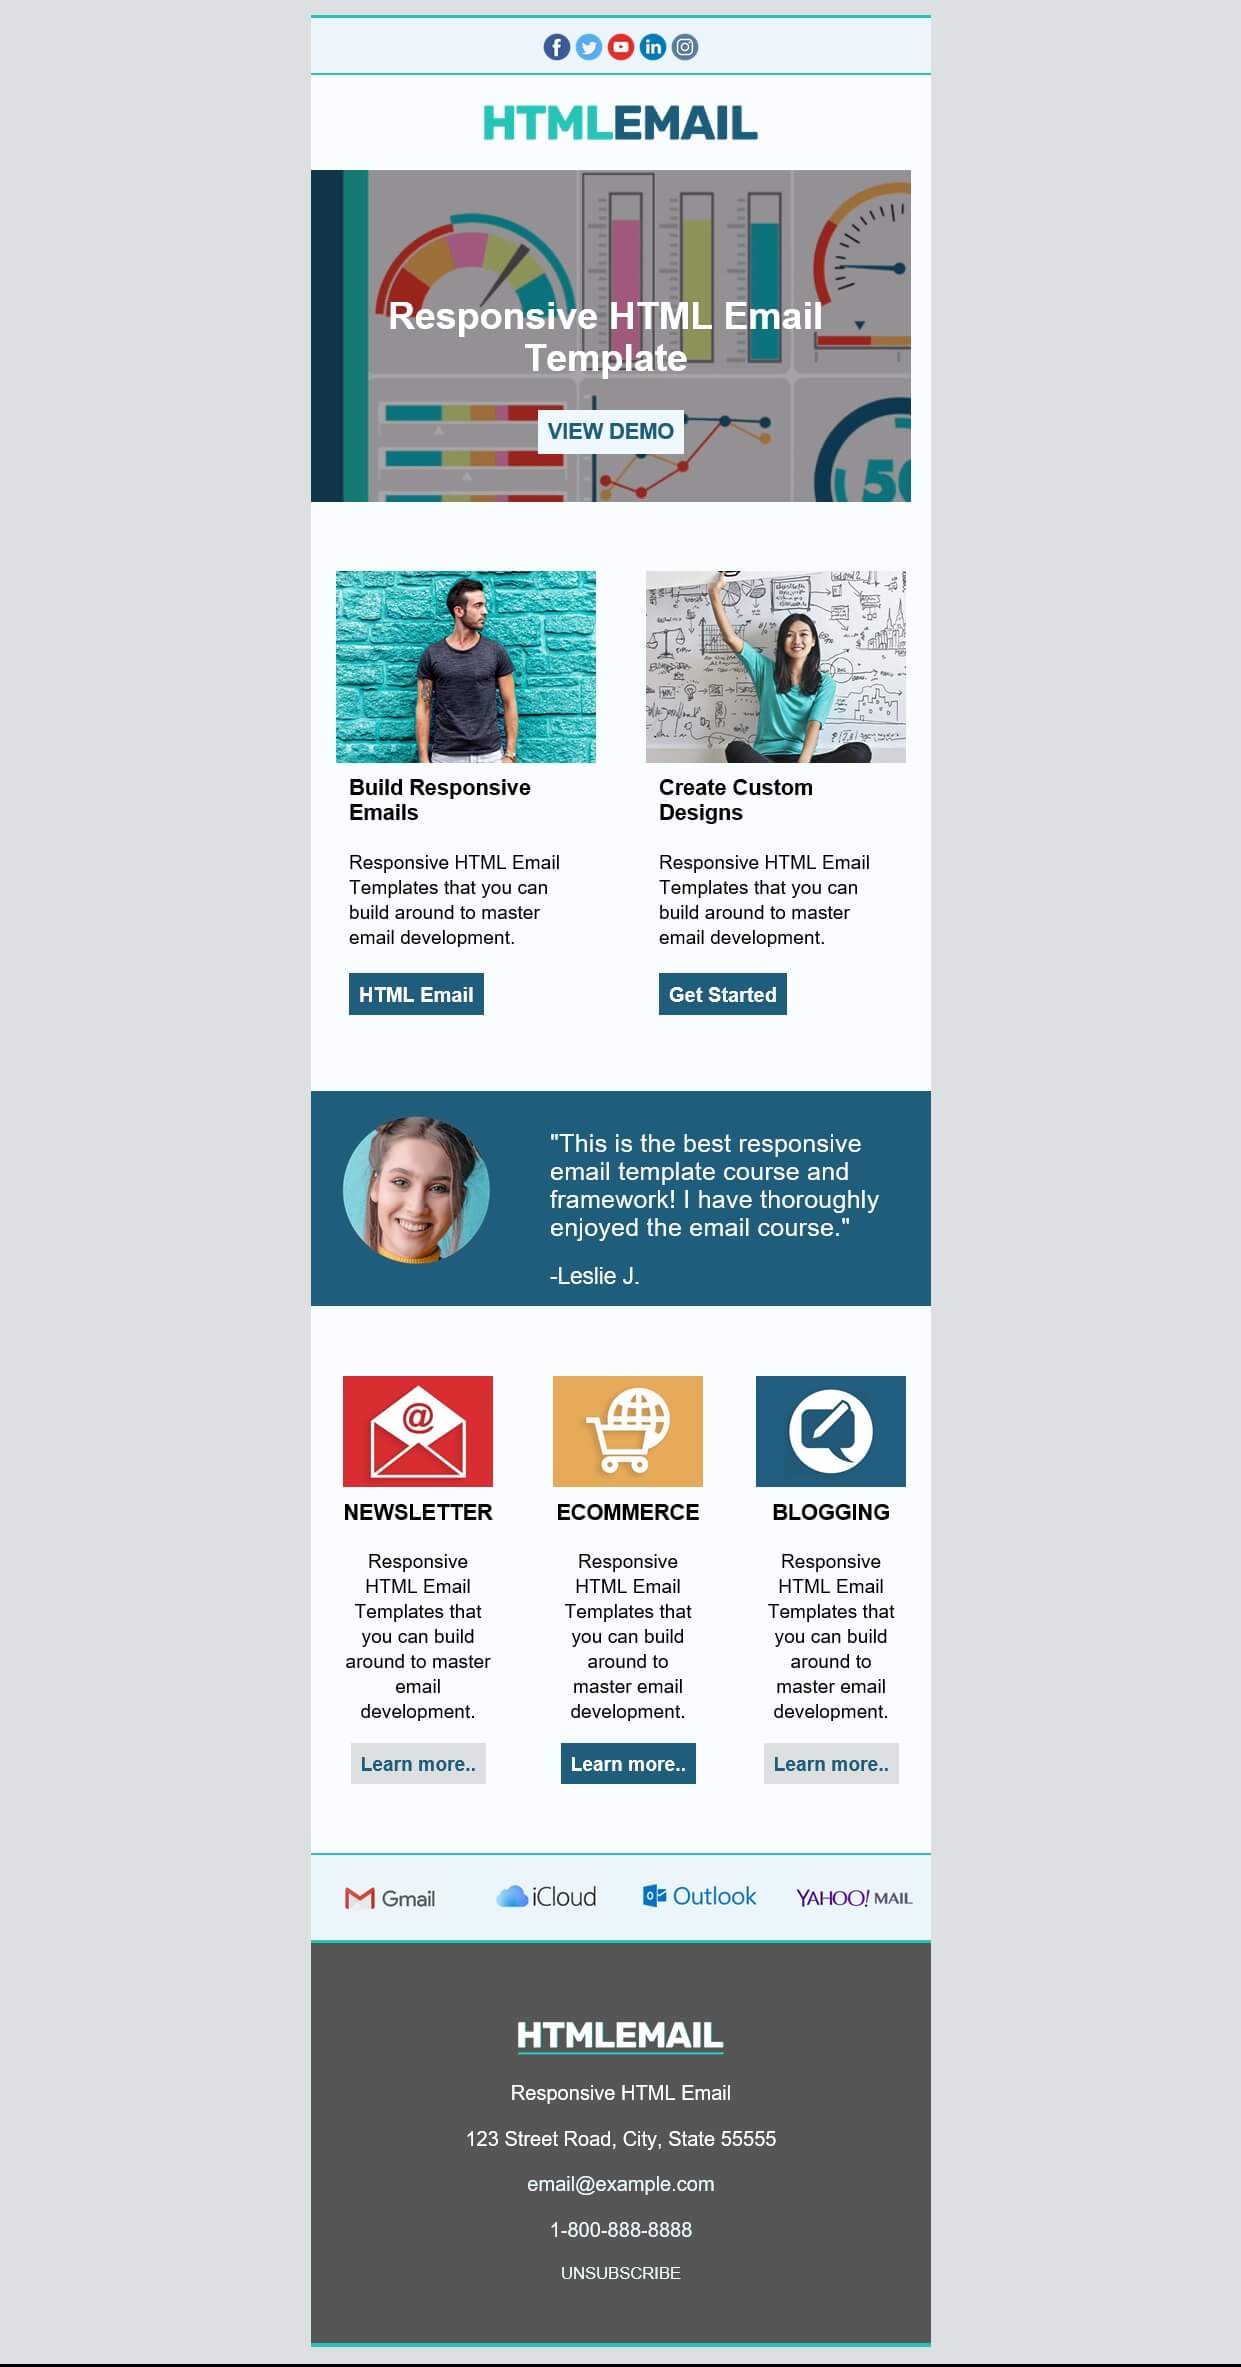 HTMLEMAIL
Responsive HTML Email
Template
VIEW DEMO
50
Build Responsive
Emails
Responsive HTML Email
Templates that you can
build around to master
email development.
HTML Email
Create Custom
Designs
Responsive HTML Email
Templates that you can
build around to master
email development.
Get Started
"This is the best responsive
email template course and
framework! I have thoroughly
enjoyed the email course."
-Leslie J.
NEWSLETTER
Responsive
HTML Email
Templates that
you can build
around to master
email
development.
Learn more..
ECOMMERCE
Responsive
HTML Email
Templates that
you can build
around to
master email
development.
Learn more..
BLOGGING
Responsive
HTML Email
Templates that
you can build
around to
master email
development.
Learn more..
Gmail
iCloud
Outlook
YAHOO! MAIL
HTMLEMAIL
Responsive HTML Email
123 Street Road, City, State 55555
email@example.com
1-800-888-8888
UNSUBSCRIBE